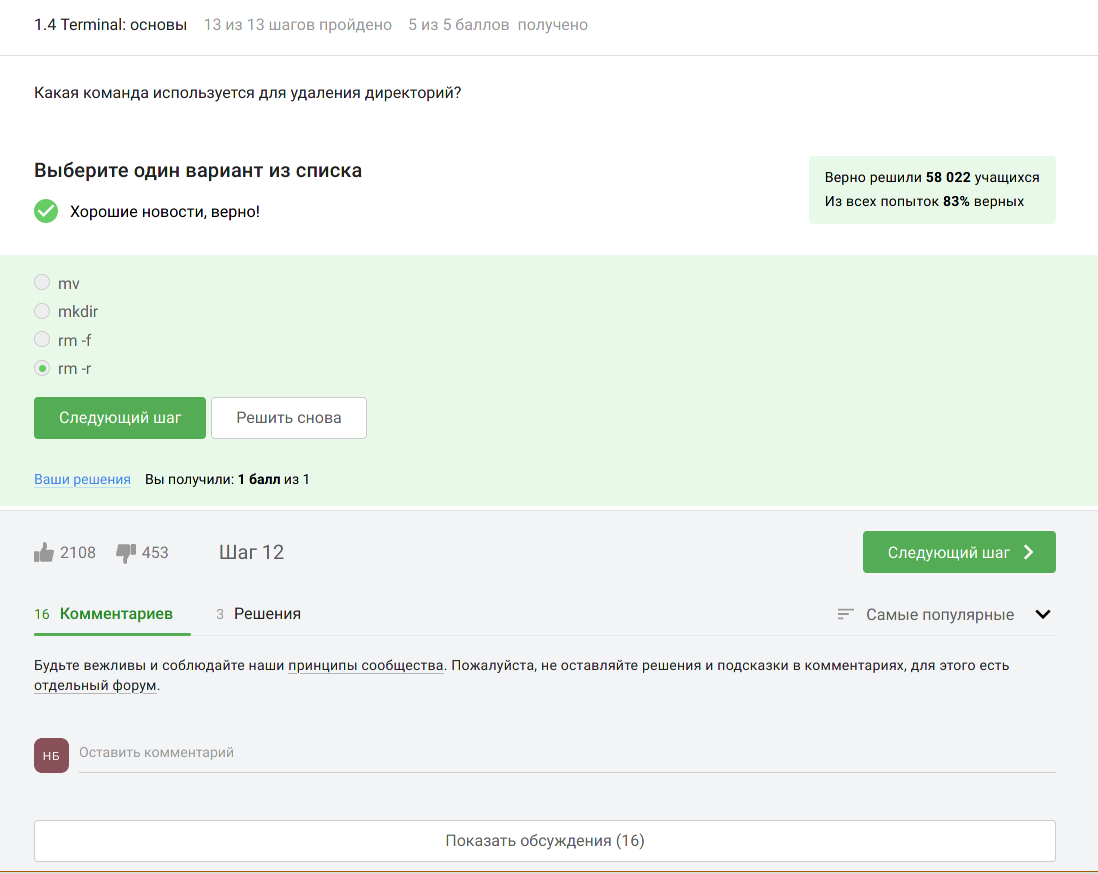 1.4 Terminal: основы 13 из 13 шагов пройдено 5 из 5 баллов получено
Какая команда используется для удаления директорий?
Выберите один вариант из списка
Хорошие новости, верно!
Верно решили 58 022 учащихся
Из всех попыток 83% верных
mv
mkdir
rm -f
rm -r
Следующий шаг Решить снова
Ваши решения Вы получили: 1 балл из 1
2108 453 Шаг 12 Следующий шаг
16 Комментариев 3 Решения Самые популярные
Будьте вежливы и соблюдайте наши принципы сообщества. Пожалуйста, не оставляйте решения и подсказки в комментариях, для этого есть
отдельный форум.
НБ Оставить комментарий
Показать обсуждения (16)